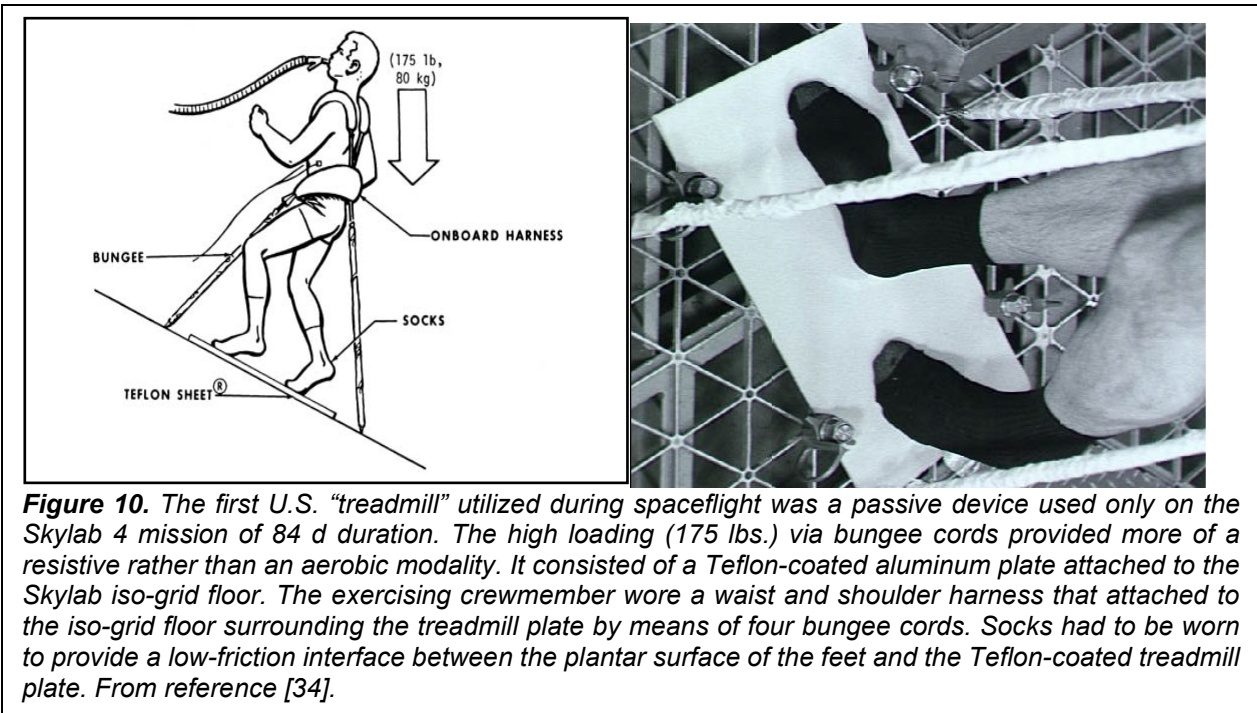 (175 lb,
80 kg)
ONBOARD HARNESS
BUNGEE
SOCKS
TEFLON SHEET®
Figure 10. The first U.S. “treadmill” utilized during spaceflight was a passive device used only on the
Skylab 4 mission of 84 d duration. The high loading (175 lbs.) via bungee cords provided more of a
resistive rather than an aerobic modality. It consisted of a Teflon-coated aluminum plate attached to the
Skylab iso-grid floor. The exercising crewmember wore a waist and shoulder harness that attached to
the iso-grid floor surrounding the treadmill plate by means of four bungee cords. Socks had to be worn
to provide a low-friction interface between the plantar surface of the feet and the Teflon-coated treadmill
plate. From reference [34].